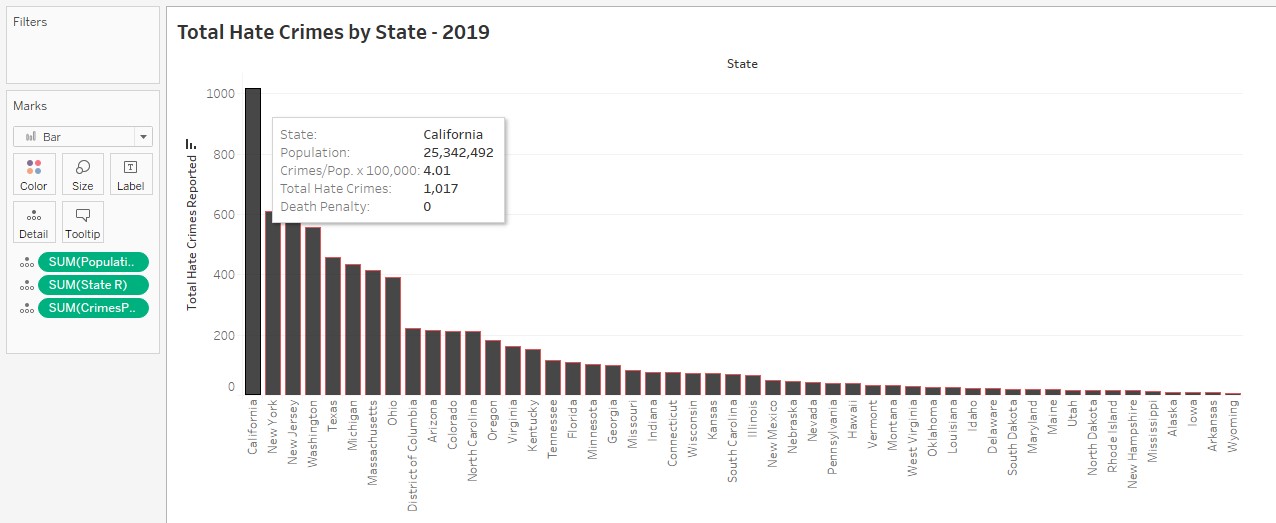 Filters
Marks
Bar
Color Size Label
Detail Tooltip
SUM(Populati..
SUM(State R)
SUM(CrimesP..
Total Hate Crimes by State - 2019
State
Total Hate Crimes Reported
1000
800
600
400
200
0
State: California
Population: 25,342,492
Crimes/Pop. x 100,000: 4.01
Total Hate Crimes: 1,017
Death Penalty: 0
California
New York
New Jersey
Washington
Texas
Michigan
Massachusetts
Ohio
District of Columbia
Arizona
Colorado
North Carolina
Oregon
Virginia
Kentucky
Tennessee
Florida
Minnesota
Georgia
Missouri
Indiana
Connecticut
Wisconsin
Kansas
South Carolina
Illinois
New Mexico
Nebraska
Nevada
Pennsylvania
Hawaii
Vermont
Montana
West Virginia
Oklahoma
Louisiana
Idaho
Delaware
South Dakota
Maryland
Maine
Utah
North Dakota
Rhode Island
New Hampshire
Mississippi
Alaska
Iowa
Arkansas
Wyoming